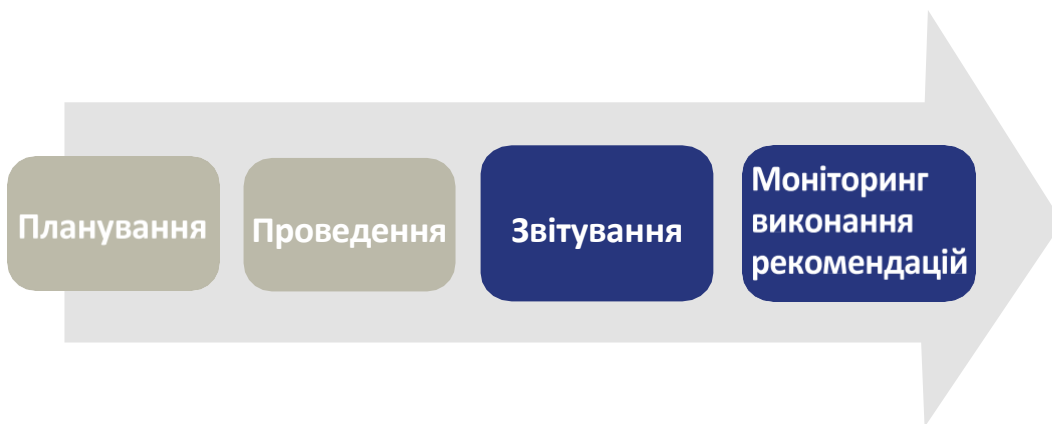 Планування
Проведення
Звітування
Моніторинг
виконання
рекомендацій